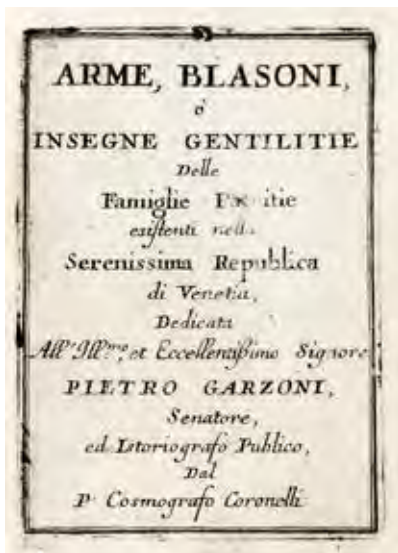 ARME, BLASONI,
ò
INSEGNE GENTILITIE
Delle
Famiglie
esistenti nella
Serenissima Republica
di Venetia,
Dedicata
All' Ill.mo, et Eccellentissimo Signore
PIETRO GARZONI,
Senatore,
ed Istoriografo Publico,
Dal
P. Cosmografo Coronelli